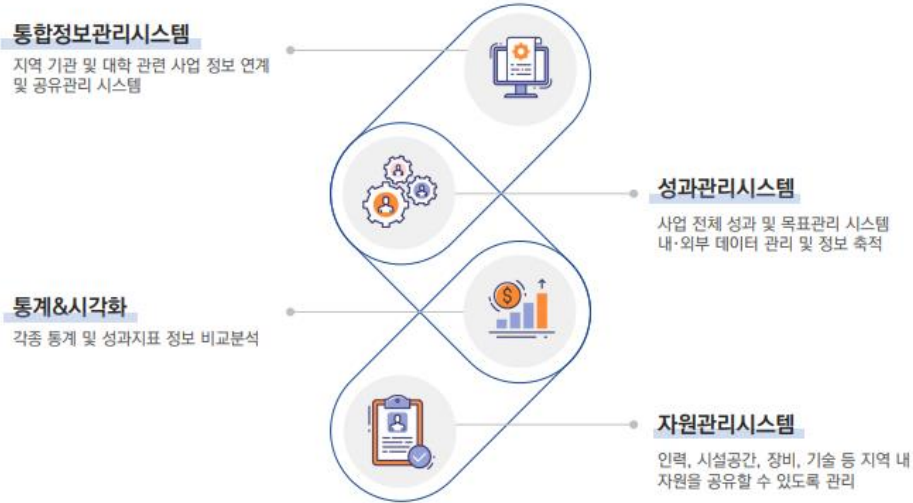 통합정보관리시스템
지역 기관 및 대학 관련 사업 정보 연계
및 공유관리 시스템
성과관리시스템
사업 전체 성과 및 목표관리 시스템
내·외부 데이터 관리 및 정보 축적
통계&시각화
각종 통계 및 성과지표 정보 비교분석
$
자원관리시스템
인력, 시설공간, 장비, 기술 등 지역 내
자원을 공유할 수 있도록 관리